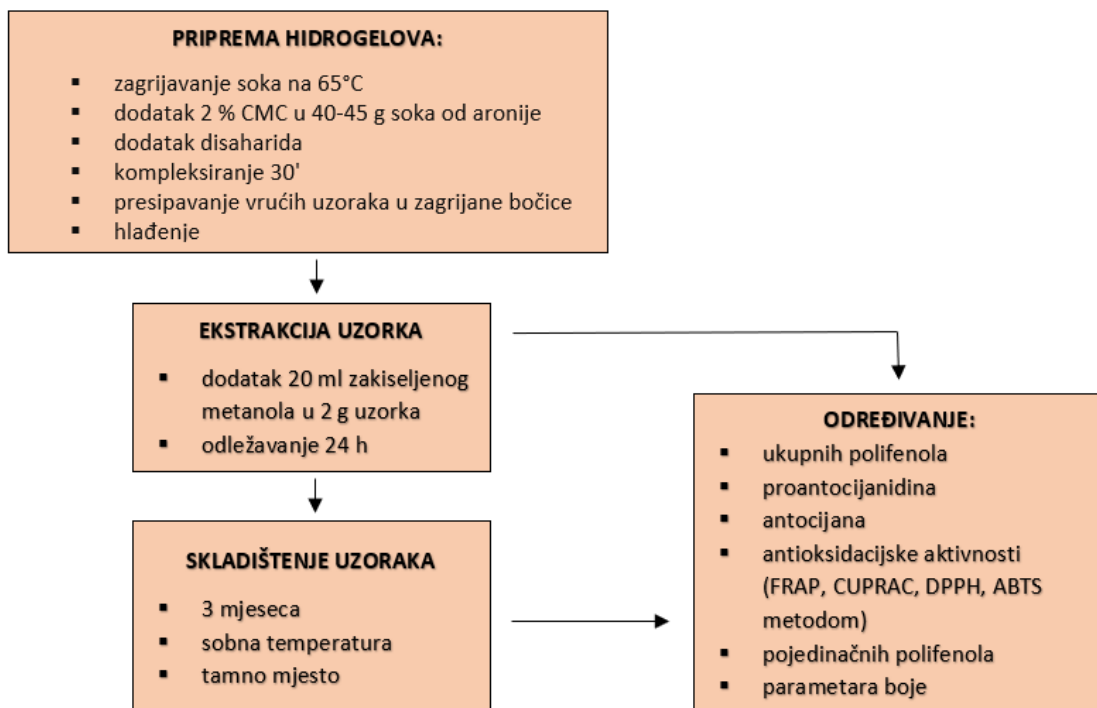 PRIPREMA HIDROGELOVA:
▪ zagrijavanje soka na 65°C
▪ dodatak 2 % CMC u 40-45 g soka od aronije
▪ dodatak disaharida
▪ kompleksiranje 30'
▪ presipavanje vrućih uzoraka u zagrijane bočice
▪ hlađenje
EKSTRAKCIJA UZORKA
▪ dodatak 20 ml zakiseljenog
metanola u 2 g uzorka
▪ odležavanje 24 h
SKLADIŠTENJE UZORAKA
▪ 3 mjeseca
▪ sobna temperatura
▪ tamno mjesto
ODREĐIVANJE:
▪ ukupnih polifenola
▪ proantocijanidina
▪ antocijana
▪ antioksidacijske aktivnosti
(FRAP, CUPRAC, DPPH, ABTS
metodom)
▪ pojedinačnih polifenola
▪ parametara boje